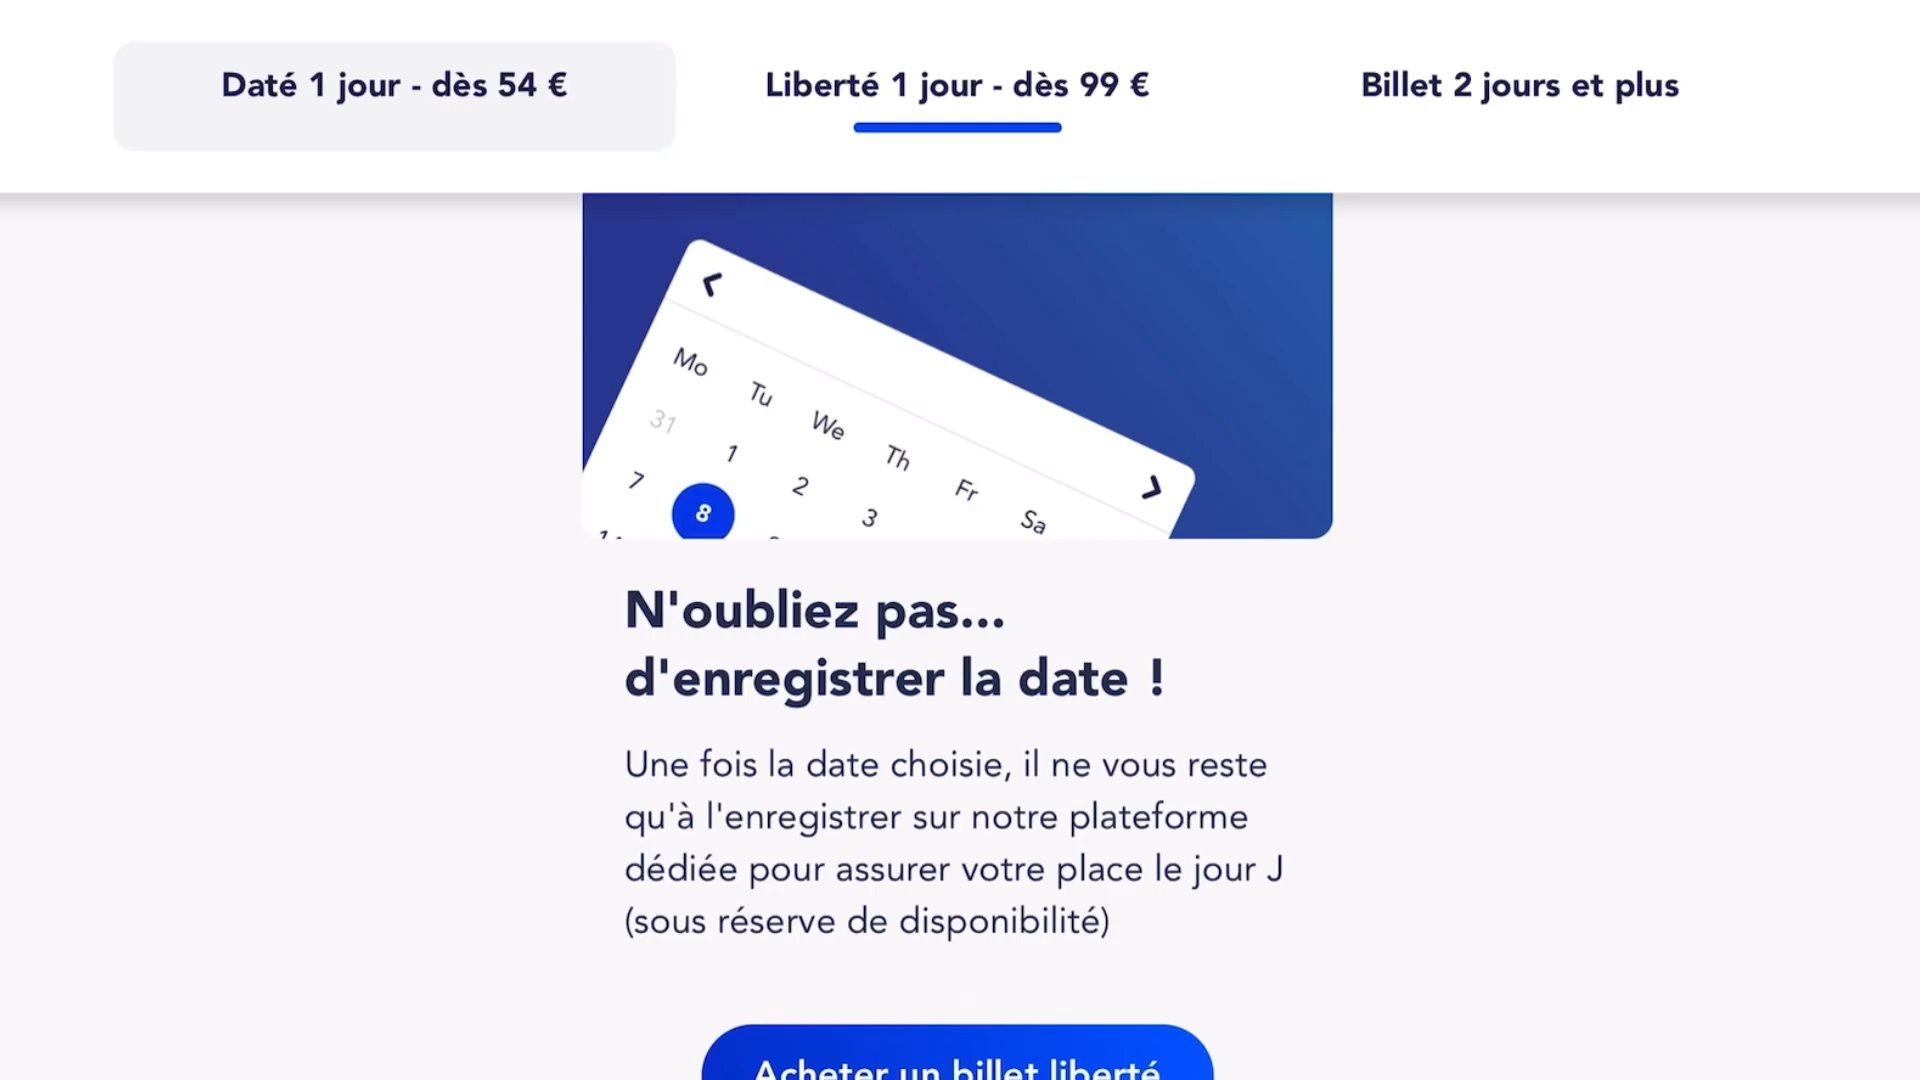 Daté 1 jour - dès 54 €
Liberté 1 jour - dès 99 €
Billet 2 jours et plus
Mo Tu We Th Fr Sa
31 1 2 3
7 8
N'oubliez pas...
d'enregistrer la date !
Une fois la date choisie, il ne vous reste
qu'à l'enregistrer sur notre plateforme
dédiée pour assurer votre place le jour J
(sous réserve de disponibilité)
Acheter un billet liberté